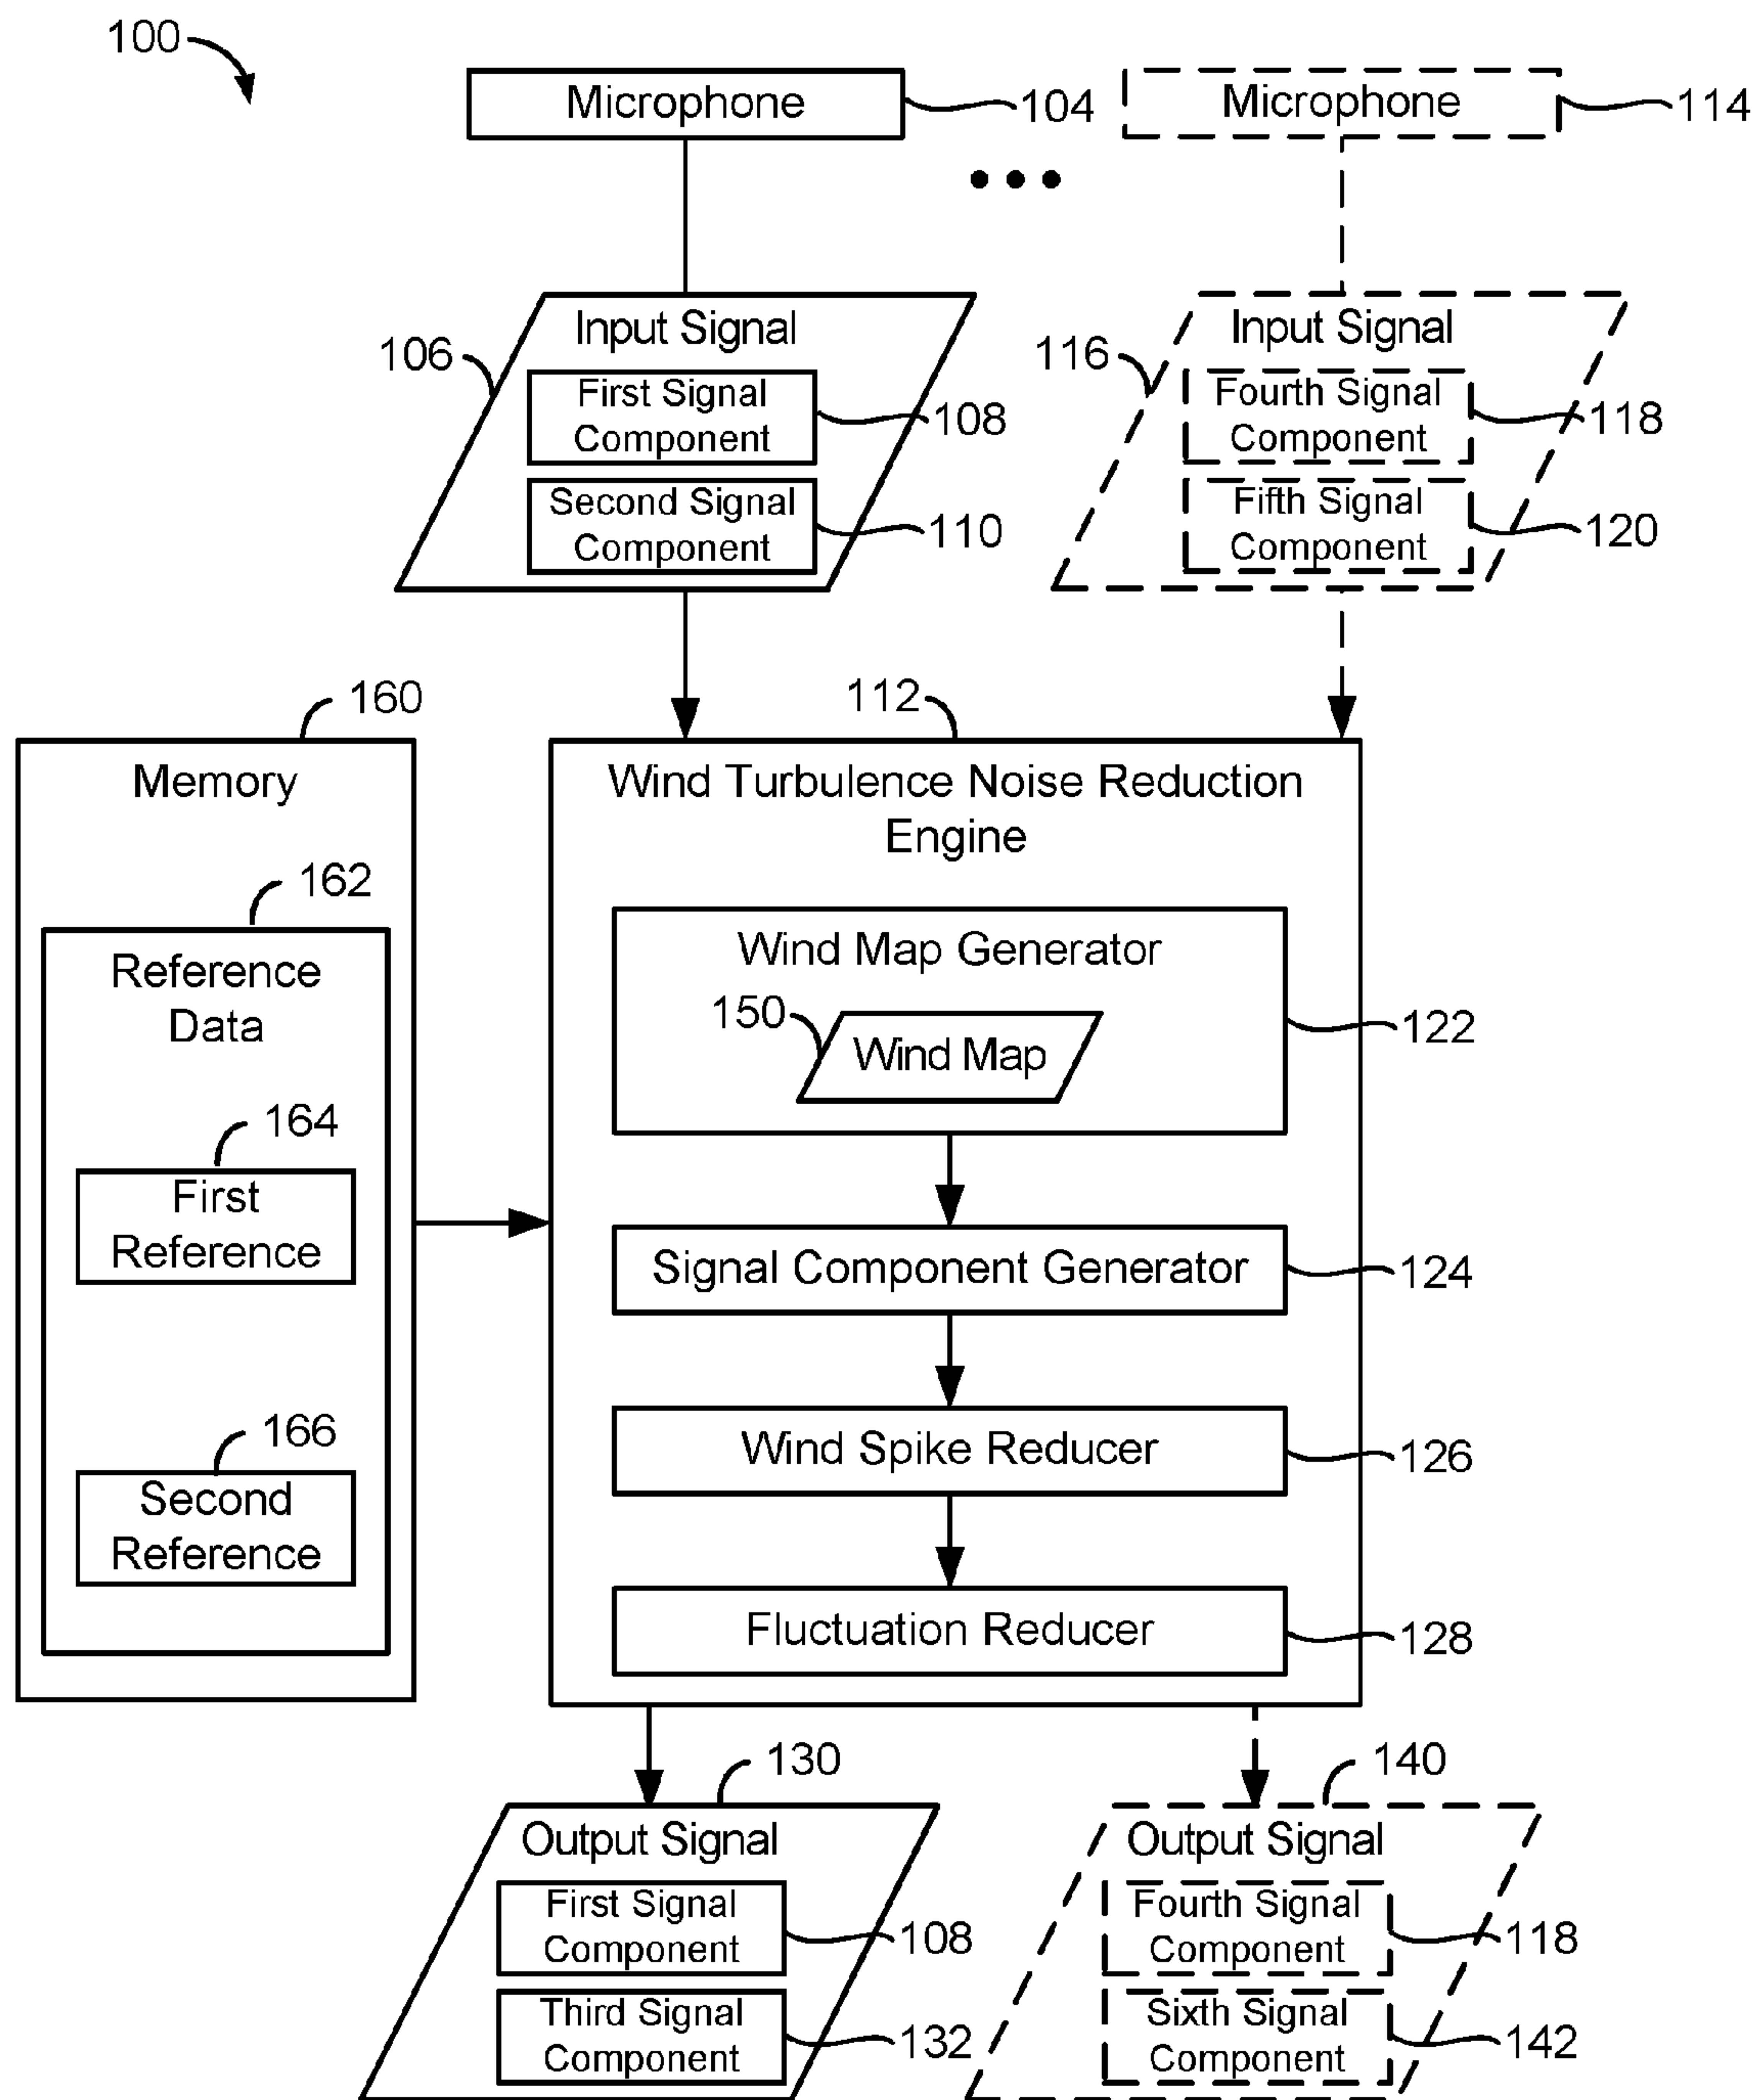 100
Microphone
104
Microphone
114
Input Signal
106
First Signal
Component
108
Second Signal
Component
110
Input Signal
116
Fourth Signal
Component
118
Fifth Signal
Component
120
160
Memory
162
Reference
Data
164
First
Reference
166
Second
Reference
112
Wind Turbulence Noise Reduction
Engine
Wind Map Generator
150
Wind Map
122
Signal Component Generator
124
Wind Spike Reducer
126
Fluctuation Reducer
128
130
Output Signal
First Signal
Component
108
Third Signal
Component
132
140
Output Signal
Fourth Signal
Component
118
Sixth Signal
Component
142